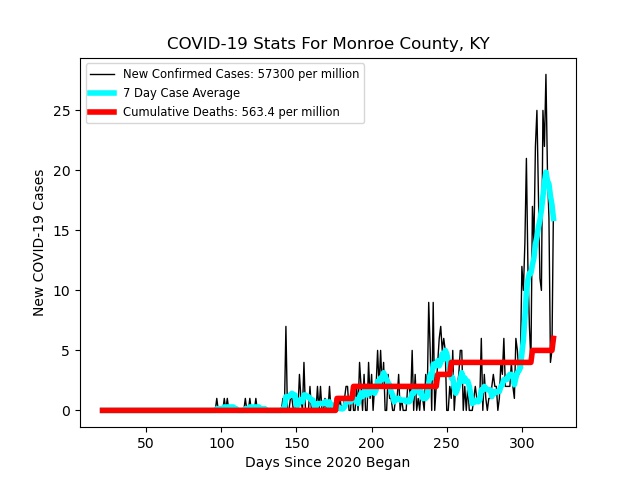 COVID-19 Stats For Monroe County, KY
New Confirmed Cases: 57300 per million
7 Day Case Average
Cumulative Deaths: 563.4 per million
New COVID-19 Cases
25
20
15
10
5
0
50 100 150 200 250 300
Days Since 2020 Began